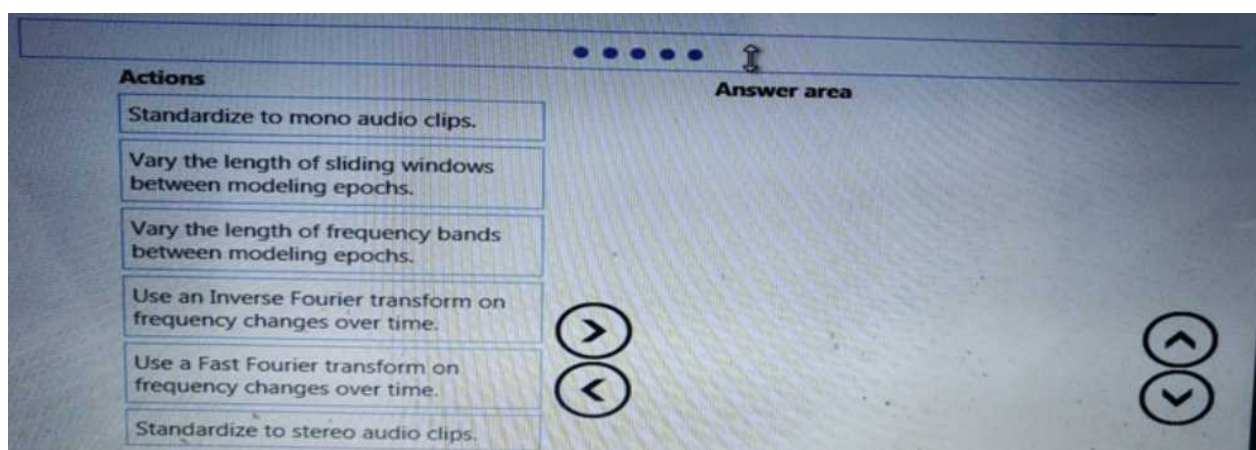 Actions
Answer area
Standardize to mono audio clips.
Vary the length of sliding windows
between modeling epochs.
Vary the length of frequency bands
between modeling epochs.
Use an Inverse Fourier transform on
frequency changes over time.
Use a Fast Fourier transform on
frequency changes over time.
Standardize to stereo audio clips.